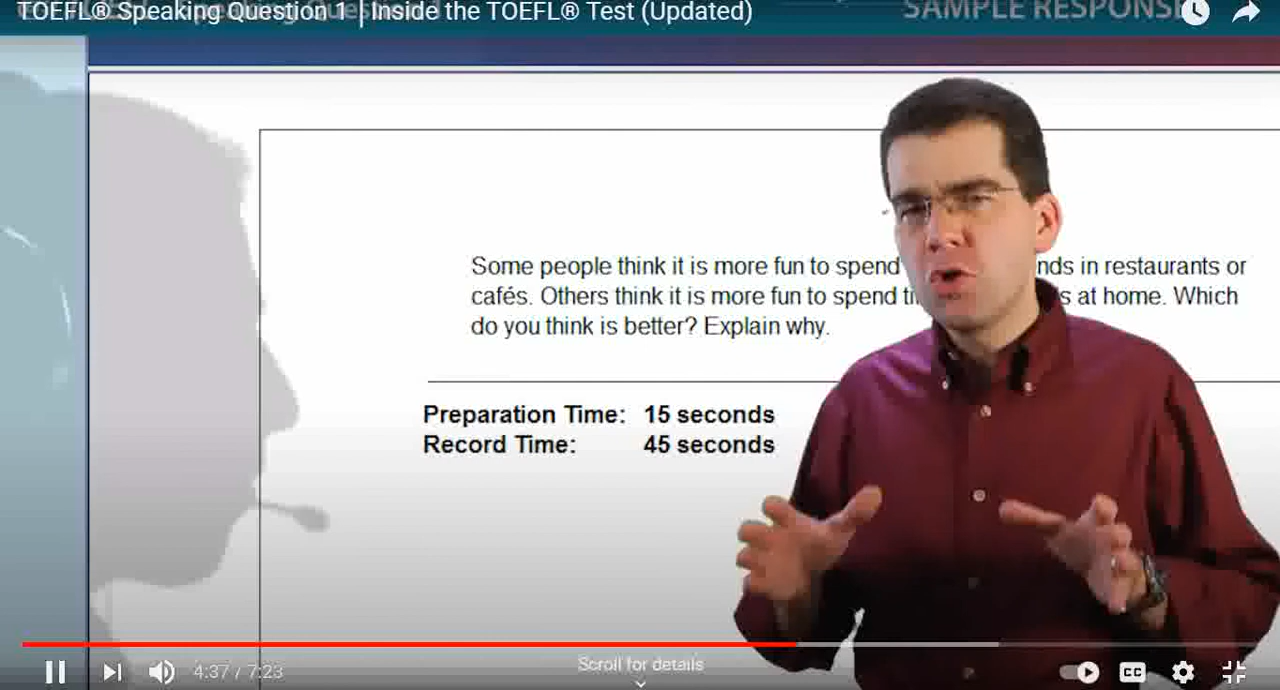 TOEFL® Speaking Question 1 | Inside the TOEFL® Test (Updated)
SAMPLE RESPONSE
Some people think it is more fun to spend nds in restaurants or
cafés. Others think it is more fun to spend ti s at home. Which
do you think is better? Explain why.
Preparation Time: 15 seconds
Record Time: 45 seconds
4:37 / 7:23
Scroll for details
CC